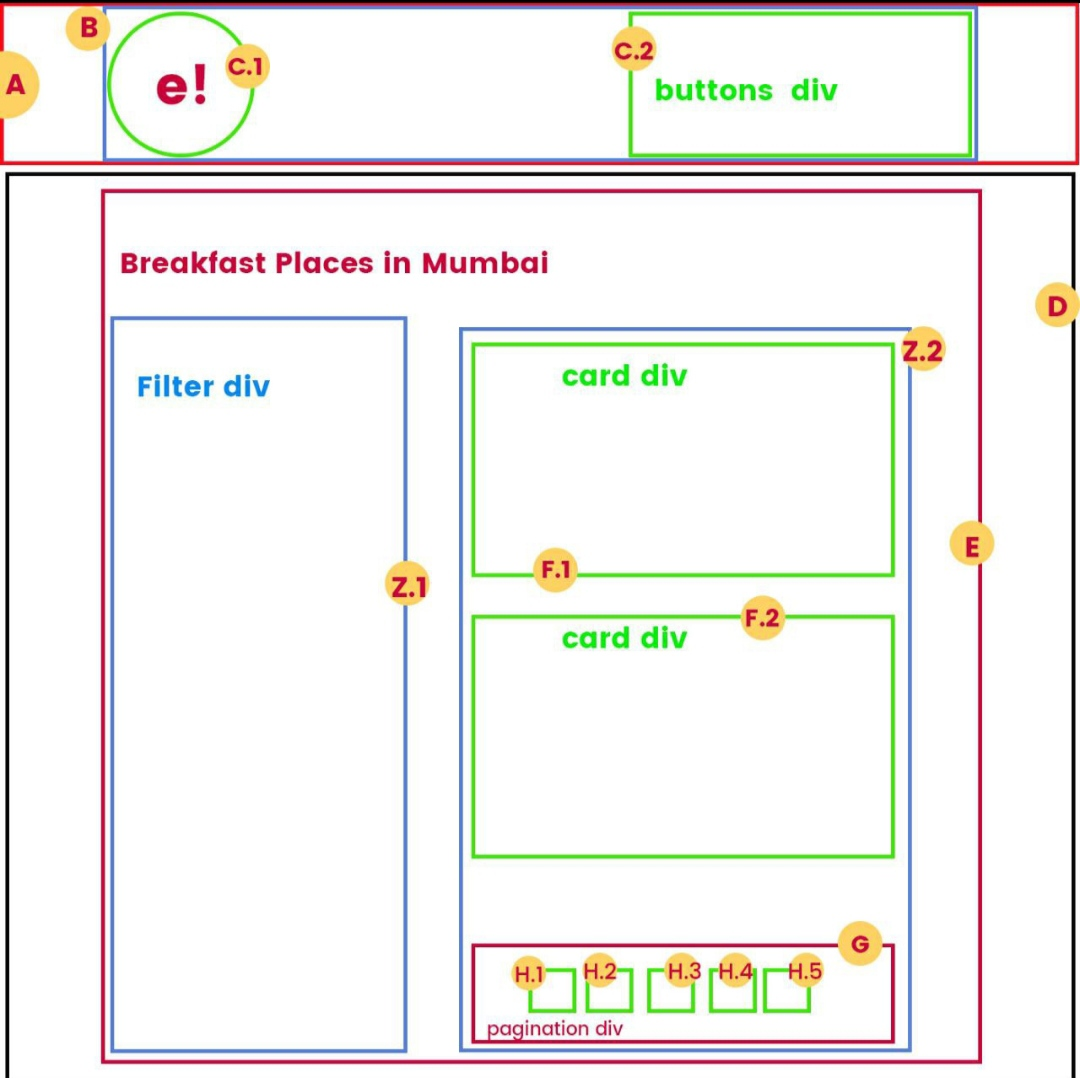 B
A
e!
C.1
C.2
buttons div
Breakfast Places in Mumbai
D
Filter div
Z.2
card div
E
F.1
Z.1
F.2
card div
G
H.1
H.2
H.3
H.4
H.5
pagination div